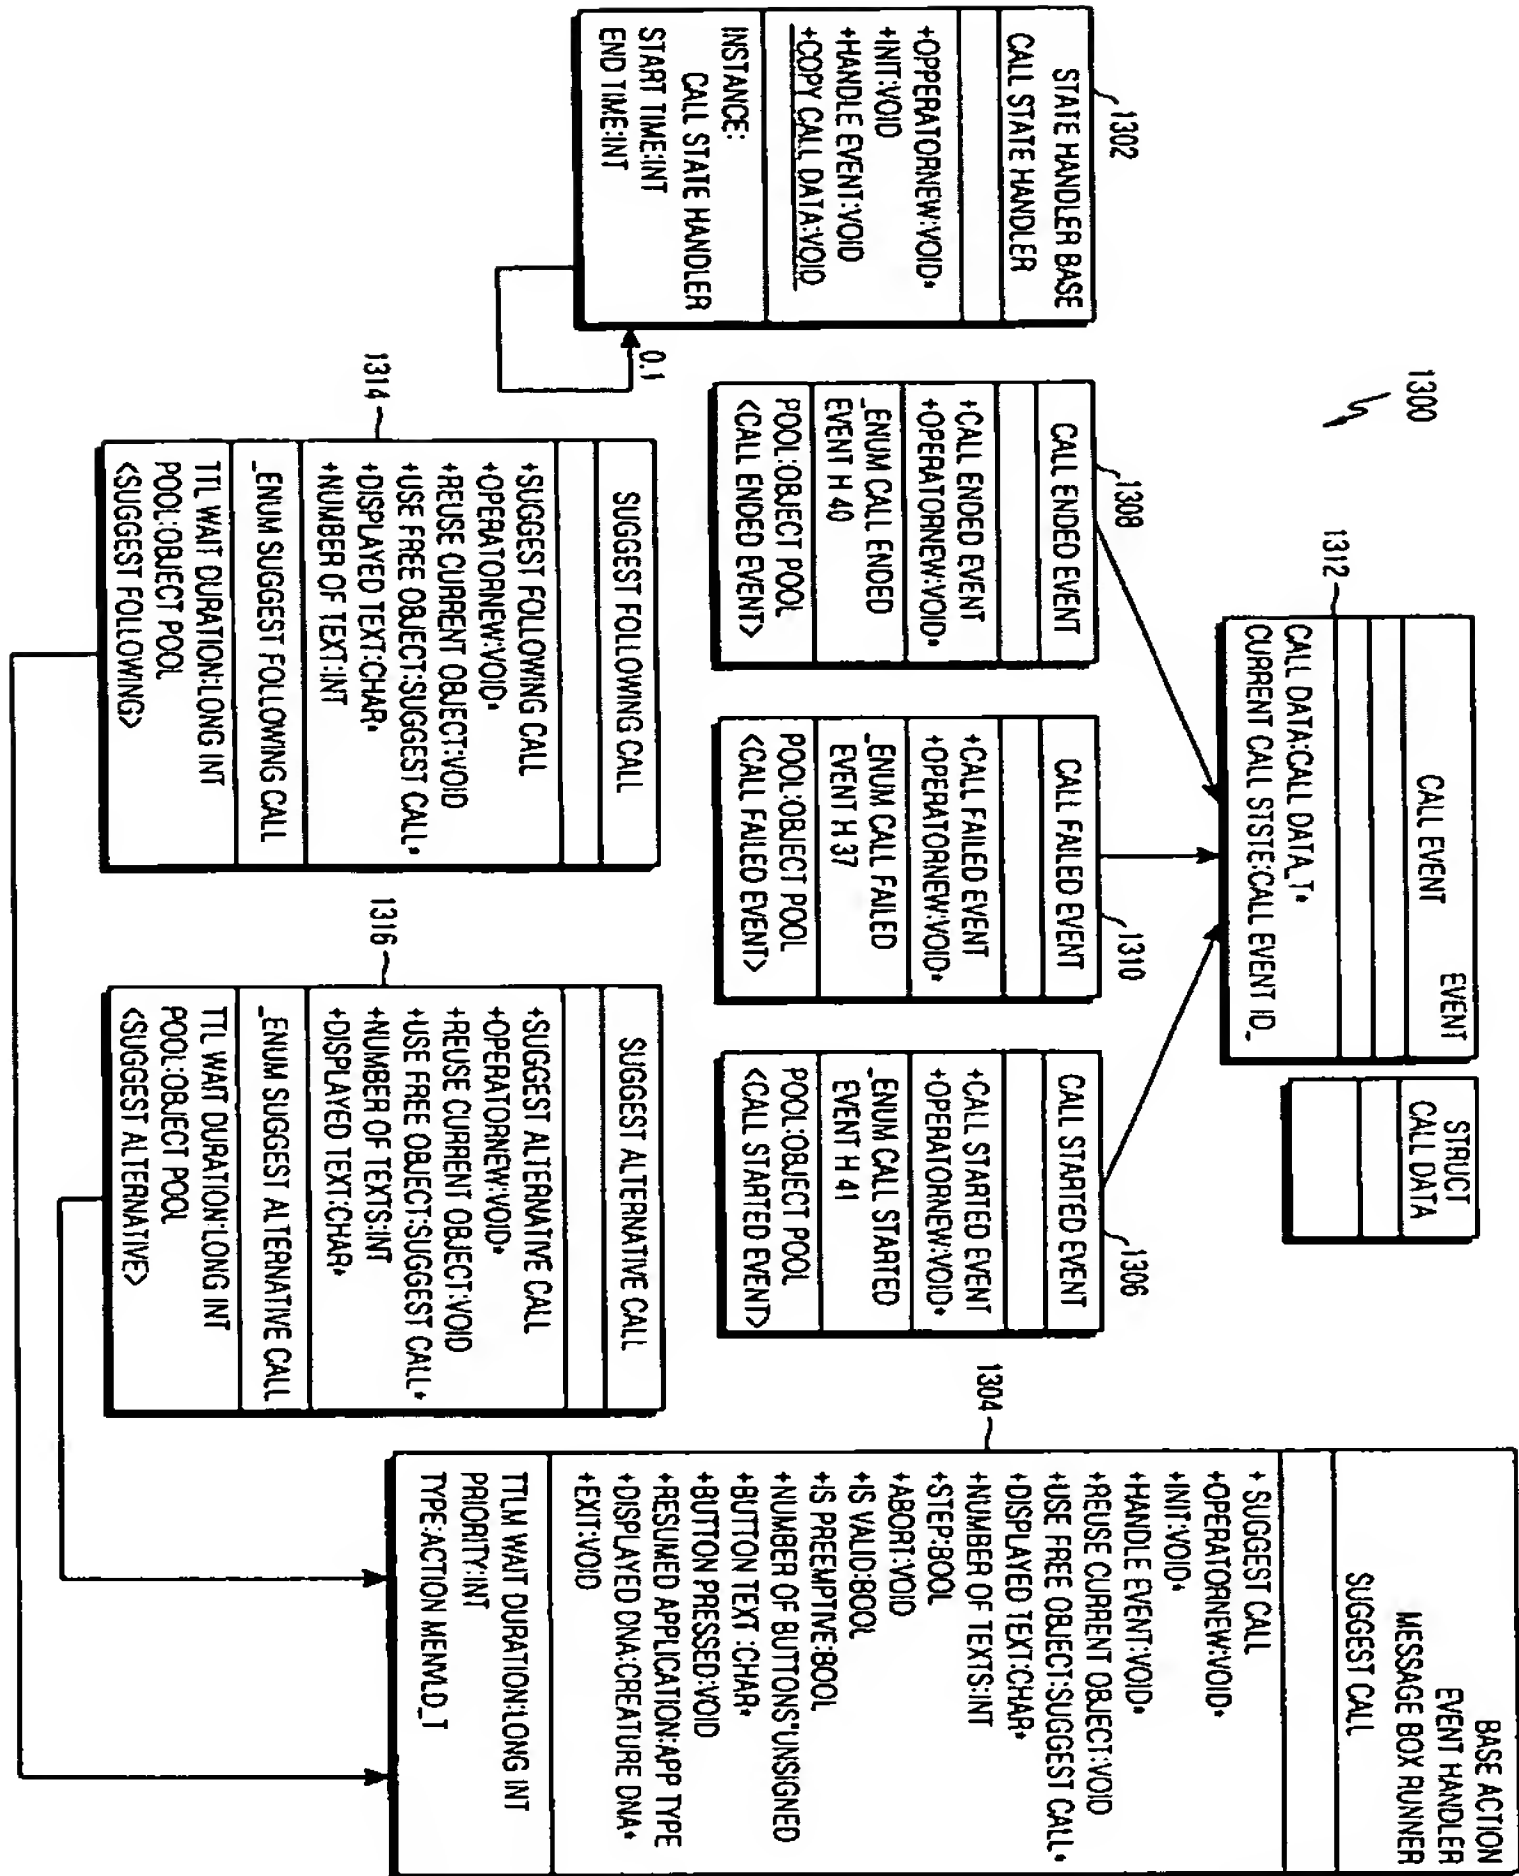 1300
1302
STATE HANDLER BASE
CALL STATE HANDLER
+OPPERATORNEW:VOID*
+INIT:VOID
+HANDLE EVENT:VOID
+COPY CALL DATA:VOID
INSTANCE:
CALL STATE HANDLER
START TIME:INT
END TIME:INT
0.1
1312
EVENT
CALL EVENT
CALL DATA:CALL DATA_T*
CURRENT CALL STSTE:CALL EVENT ID_
STRUCT
CALL DATA
1308
CALL ENDED EVENT
+CALL ENDED EVENT
+OPERATORNEW:VOID*
_ENUM CALL ENDED
EVENT H 40
POOL:OBJECT POOL
<CALL ENDED EVENT>
1310
CALL FAILED EVENT
+CALL FAILED EVENT
+OPERATORNEW:VOID*
_ENUM CALL FAILED
EVENT H 37
POOL:OBJECT POOL
<CALL FAILED EVENT>
1306
CALL STARTED EVENT
+CALL STARTED EVENT
+OPERATORNEW:VOID*
_ENUM CALL STARTED
EVENT H 41
POOL:OBJECT POOL
<CALL STARTED EVENT>
1314
SUGGEST FOLLOWING CALL
+SUGGEST FOLLOWING CALL
+OPERATORNEW:VOID*
+REUSE CURRENT OBJECT:VOID
+USE FREE OBJECT:SUGGEST CALL*
+DISPLAYED TEXT:CHAR*
+NUMBER OF TEXT:INT
_ENUM SUGGEST FOLLOWING CALL
TTL WAIT DURATION:LONG INT
POOL:OBJECT POOL
<SUGGEST FOLLOWING>
1316
SUGGEST ALTERNATIVE CALL
+SUGGEST ALTERNATIVE CALL
+OPERATORNEW:VOID*
+REUSE CURRENT OBJECT:VOID
+USE FREE OBJECT:SUGGEST CALL*
+NUMBER OF TEXTS:INT
+DISPLAYED TEXT:CHAR*
_ENUM SUGGEST ALTERNATIVE CALL
TTL WAIT DURATION:LONG INT
POOL:OBJECT POOL
<SUGGEST ALTERNATIVE>
1304
BASE ACTION
EVENT HANDLER
MESSAGE BOX RUNNER
SUGGEST CALL
+ SUGGEST CALL
+OPERATORNEW:VOID*
+INIT:VOID*
+HANDLE EVENT:VOID*
+REUSE CURRENT OBJECT:VOID
+USE FREE OBJECT:SUGGEST CALL*
+DISPLAYED TEXT:CHAR*
+NUMBER OF TEXTS:INT
+STEP:BOOL
+ABORT:VOID
+IS VALID:BOOL
+IS PREEMPTIVE:BOOL
+NUMBER OF BUTTONS"UNSIGNED
+BUTTON TEXT :CHAR*
+BUTTON PRESSED:VOID
+RESUMED APPLICATION:APP TYPE
+DISPLAYED DNA:CREATURE DNA*
+EXIT:VOID
TTLM WAIT DURATION:LONG INT
PRIORITY:INT
TYPE:ACTION MENVLD_T